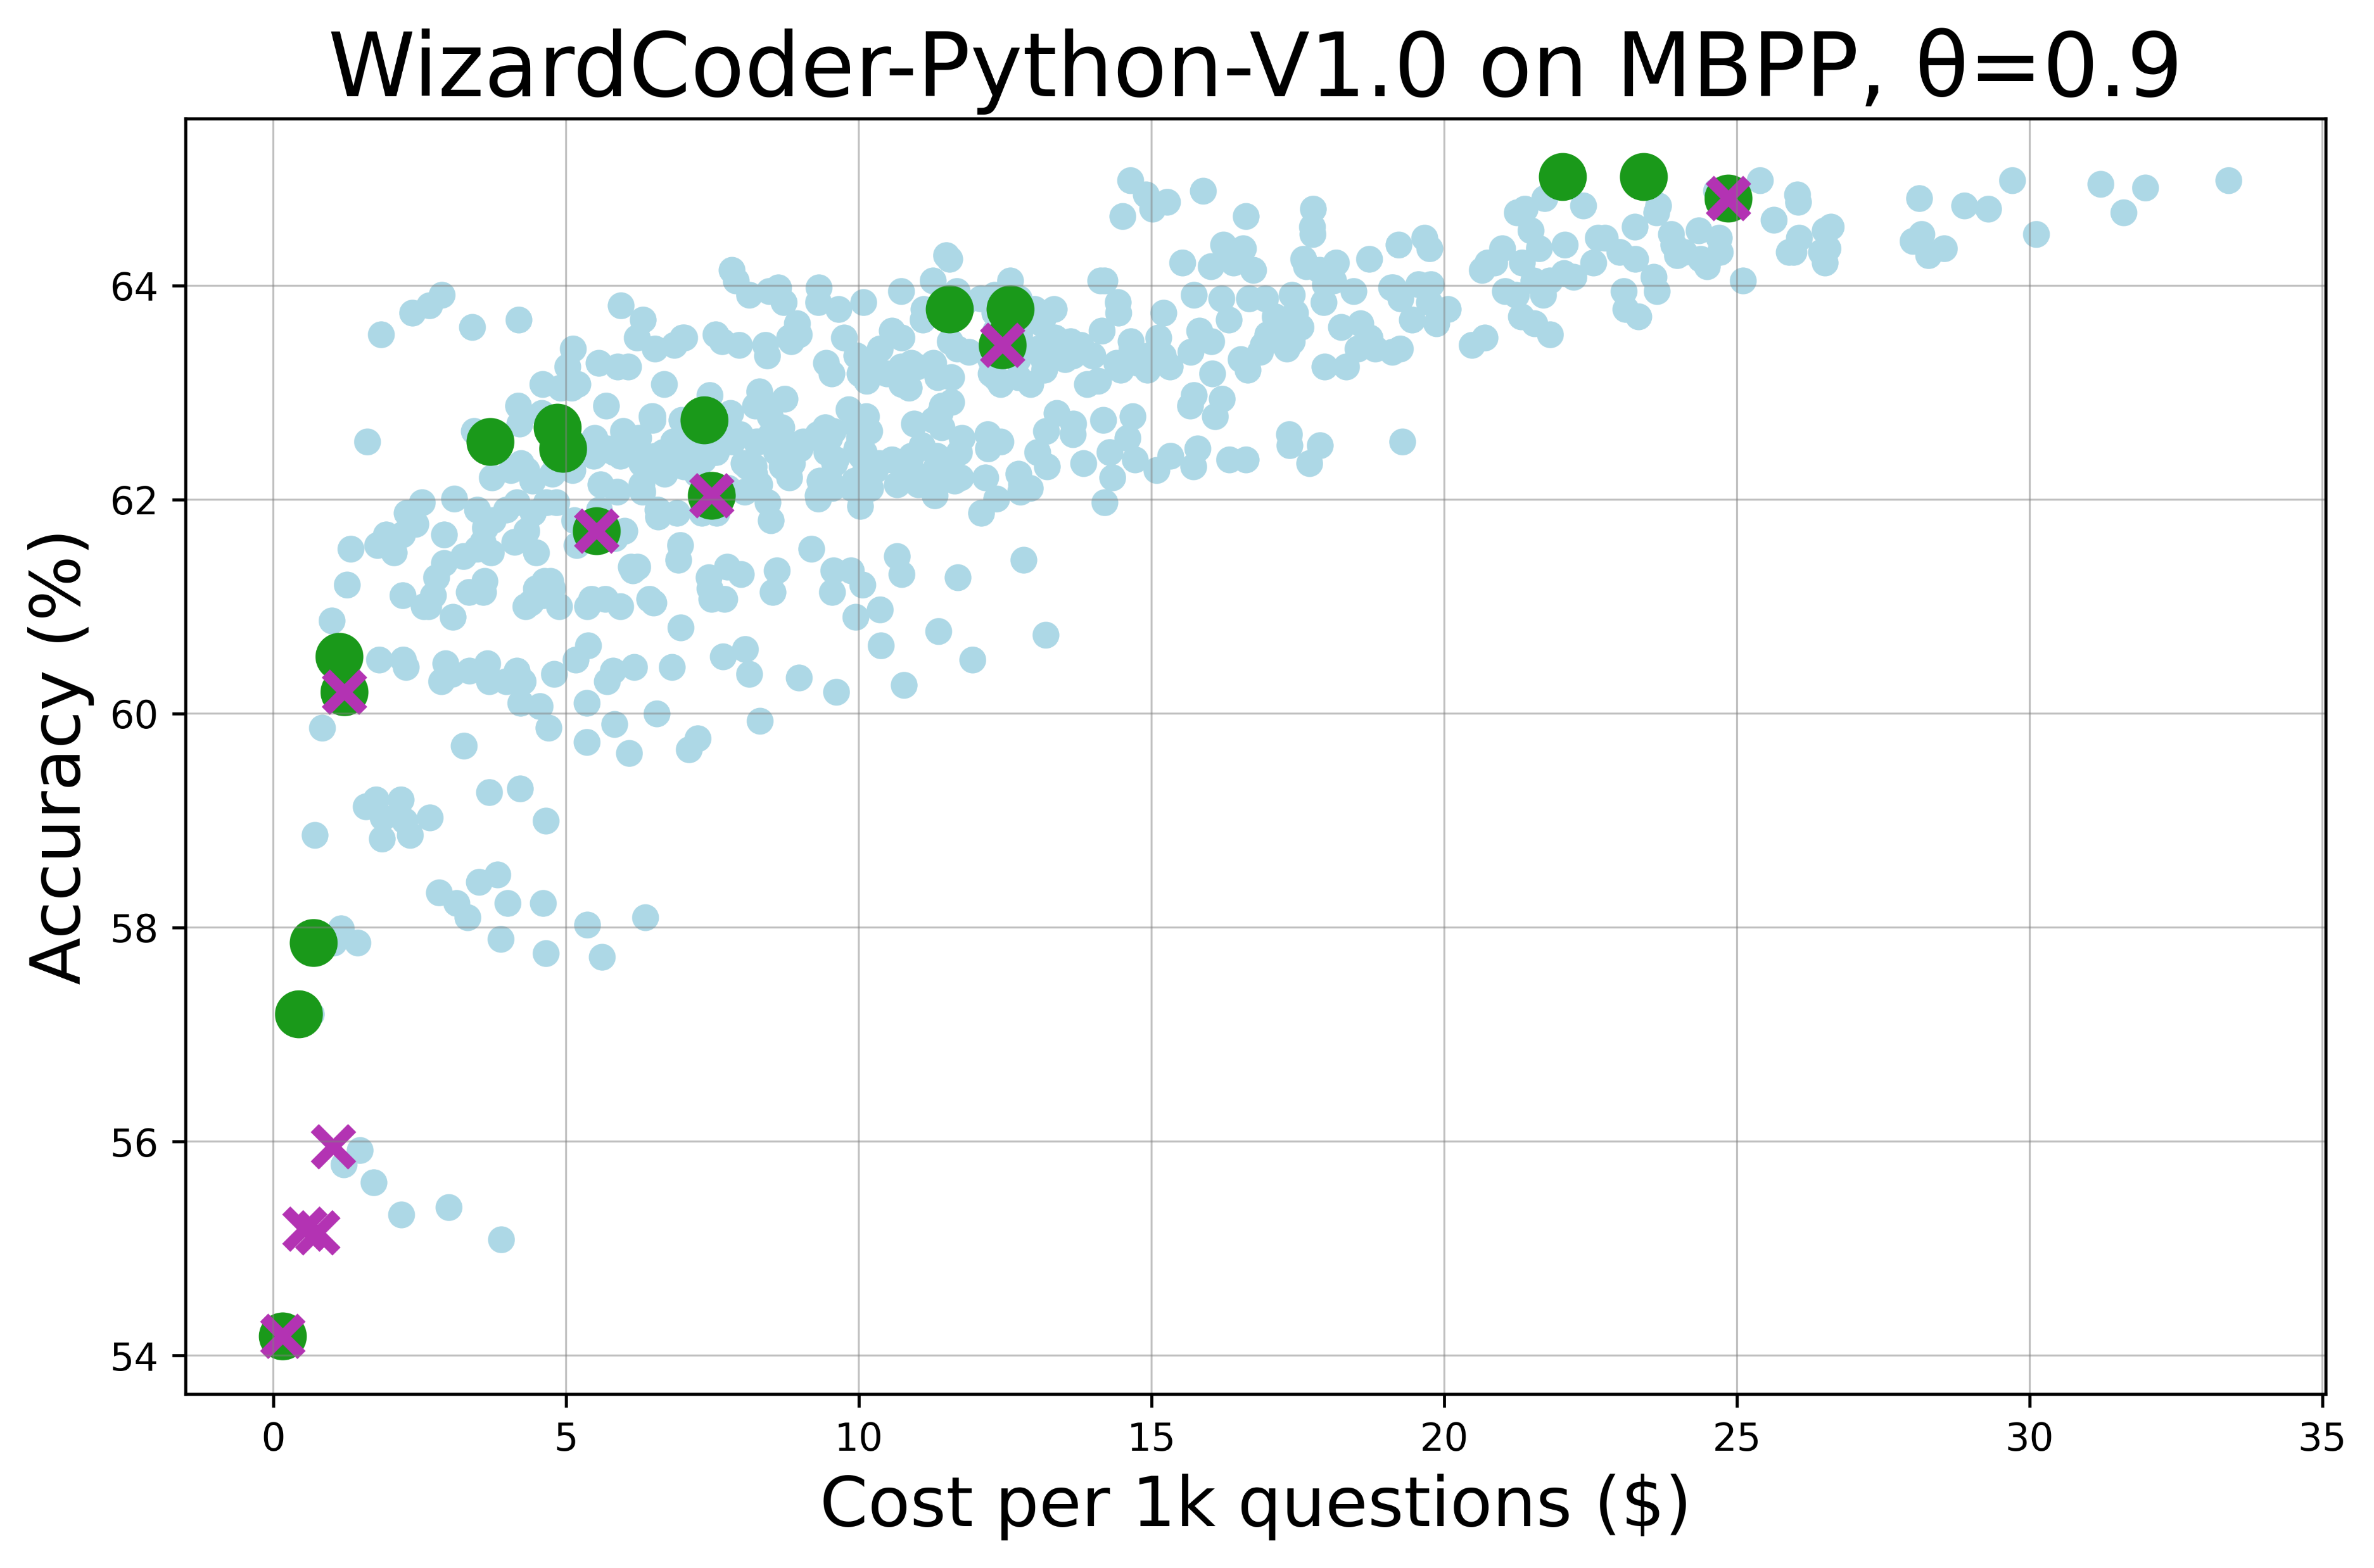 WizardCoder-Python-V1.0 on MBPP, θ=0.9
Accuracy (%)
64
62
60
58
56
54
0 5 10 15 20 25 30 35
Cost per 1k questions ($)